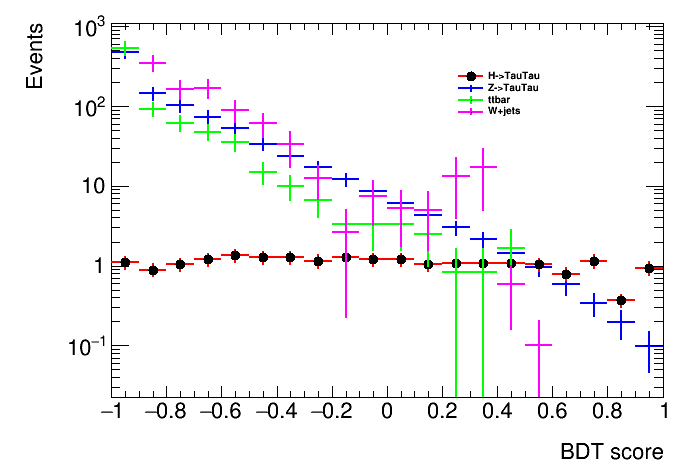 Events
10³
10²
10
1
10⁻¹
H->TauTau
Z->TauTau
ttbar
W+jets
−1 −0.8 −0.6 −0.4 −0.2 0 0.2 0.4 0.6 0.8 1
BDT score